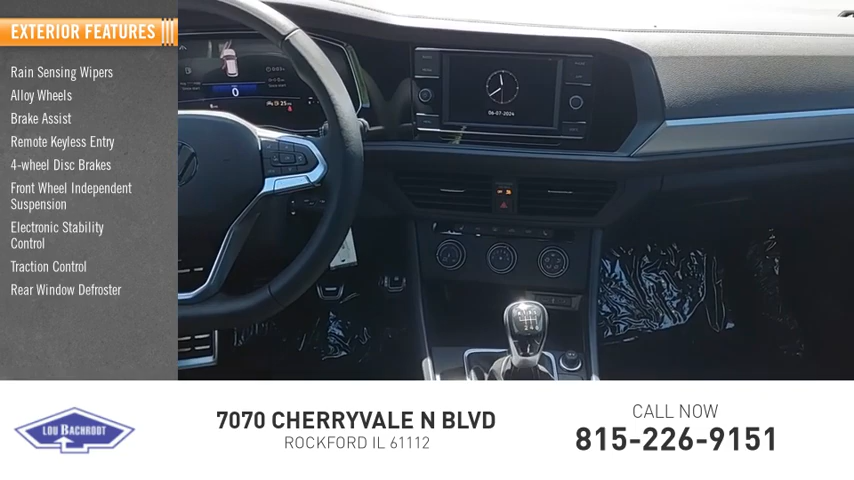 EXTERIOR FEATURES
Rain Sensing Wipers
Alloy Wheels
Brake Assist
Remote Keyless Entry
4-wheel Disc Brakes
Front Wheel Independent
Suspension
Electronic Stability
Control
Traction Control
Rear Window Defroster
0
06-07-2024
LOU BACHRODT
7070 CHERRYVALE N BLVD
ROCKFORD IL 61112
CALL NOW
815-226-9151